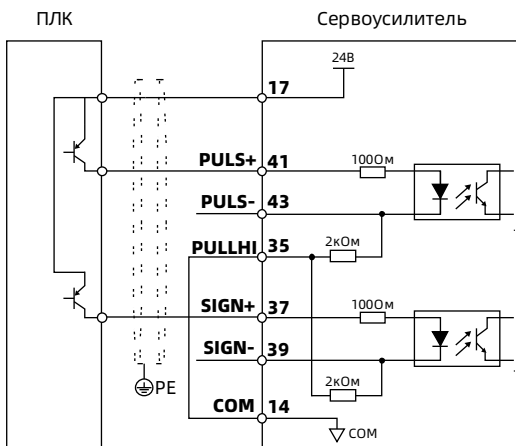 ПЛК
Сервоусилитель
24В
17
PULS+ 41
100Ом
PULS- 43
PULLHI 35
2кОм
SIGN+ 37
100Ом
SIGN- 39
2кОм
PE
COM 14
COM